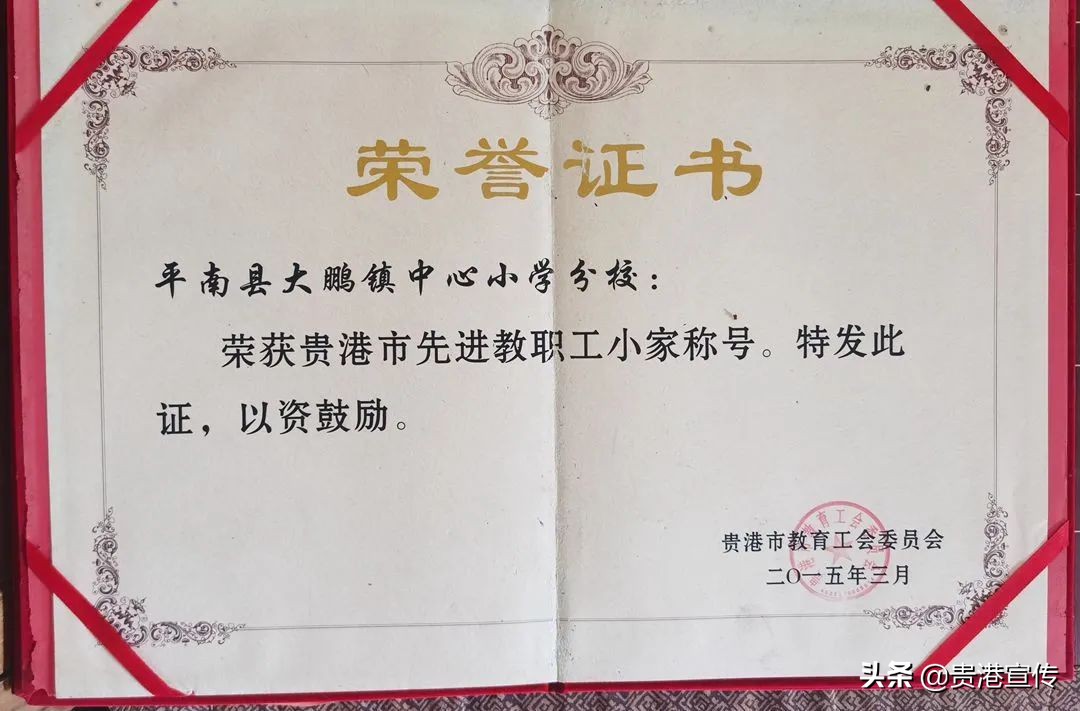 荣誉证书
平南县大鹏镇中心小学分校：
荣获贵港市先进教职工小家称号。特发此
证，以资鼓励。
贵港市教育工会委员会
二〇一五年三月
头条 @贵港宣传